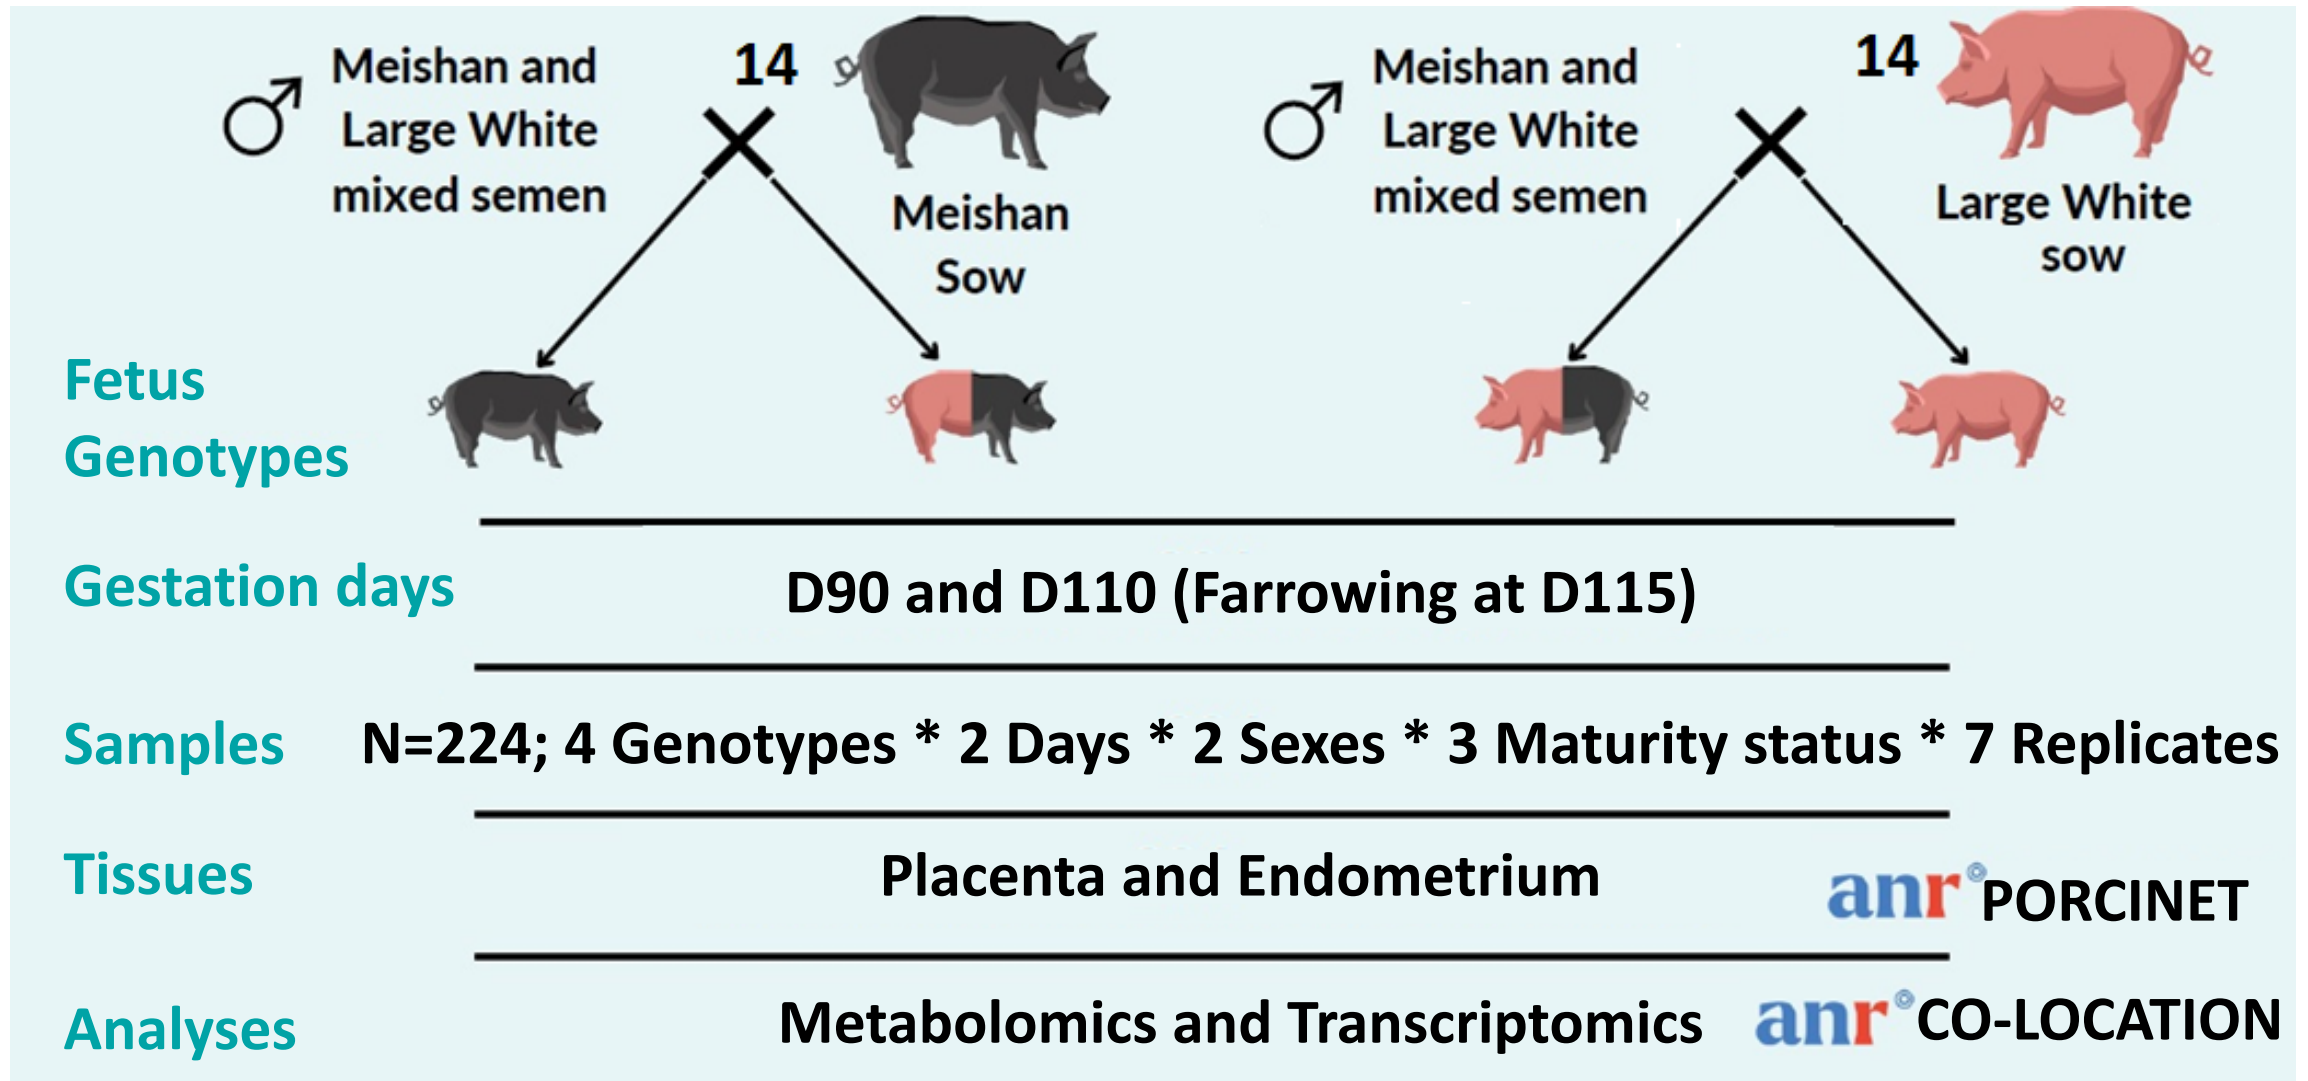 Meishan and
Large White
mixed semen
14
Meishan
Sow
Meishan and
Large White
mixed semen
14
Large White
sow
Fetus
Genotypes
Gestation days
D90 and D110 (Farrowing at D115)
Samples
N=224; 4 Genotypes * 2 Days * 2 Sexes * 3 Maturity status * 7 Replicates
Tissues
Placenta and Endometrium
anr PORCINET
Analyses
Metabolomics and Transcriptomics
anr CO-LOCATION